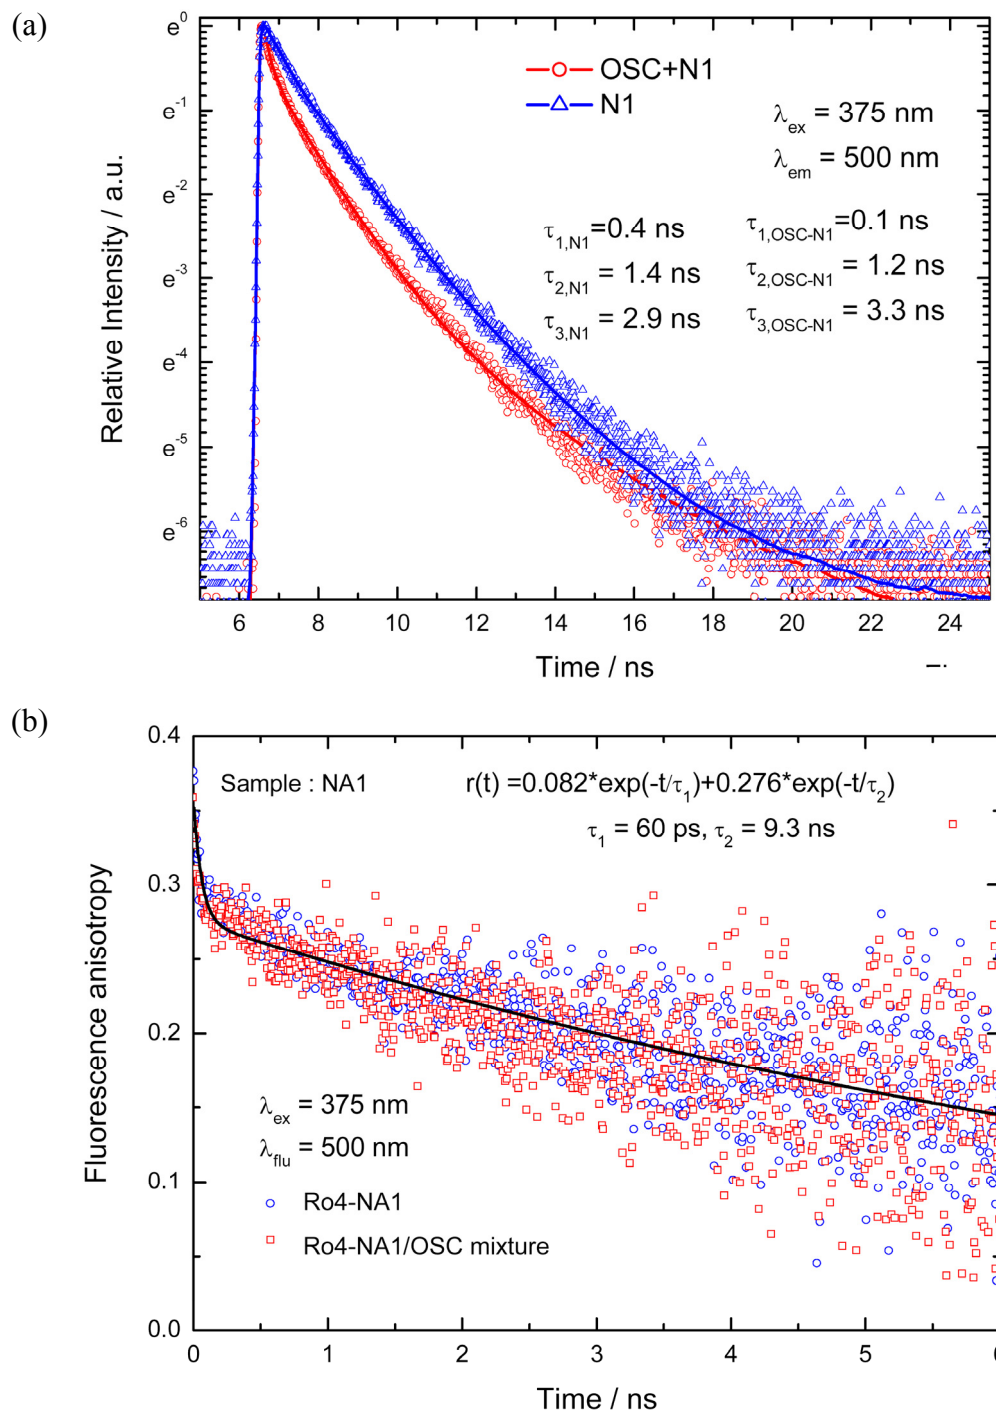 (a)
e⁰
e⁻¹
e⁻²
e⁻³
e⁻⁴
e⁻⁵
e⁻⁶
Relative Intensity / a.u.
OSC+N1
N1
λex = 375 nm
λem = 500 nm
τ1,N1=0.4 ns
τ2,N1 = 1.4 ns
τ3,N1 = 2.9 ns
τ1,OSC-N1=0.1 ns
τ2,OSC-N1 = 1.2 ns
τ3,OSC-N1 = 3.3 ns
6 8 10 12 14 16 18 20 22 24
Time / ns
(b)
0.4
0.3
0.2
0.1
0.0
Fluorescence anisotropy
Sample : NA1
r(t) =0.082*exp(-t/τ1)+0.276*exp(-t/τ2)
τ1 = 60 ps, τ2 = 9.3 ns
λex = 375 nm
λflu = 500 nm
Ro4-NA1
Ro4-NA1/OSC mixture
0 1 2 3 4 5 6
Time / ns